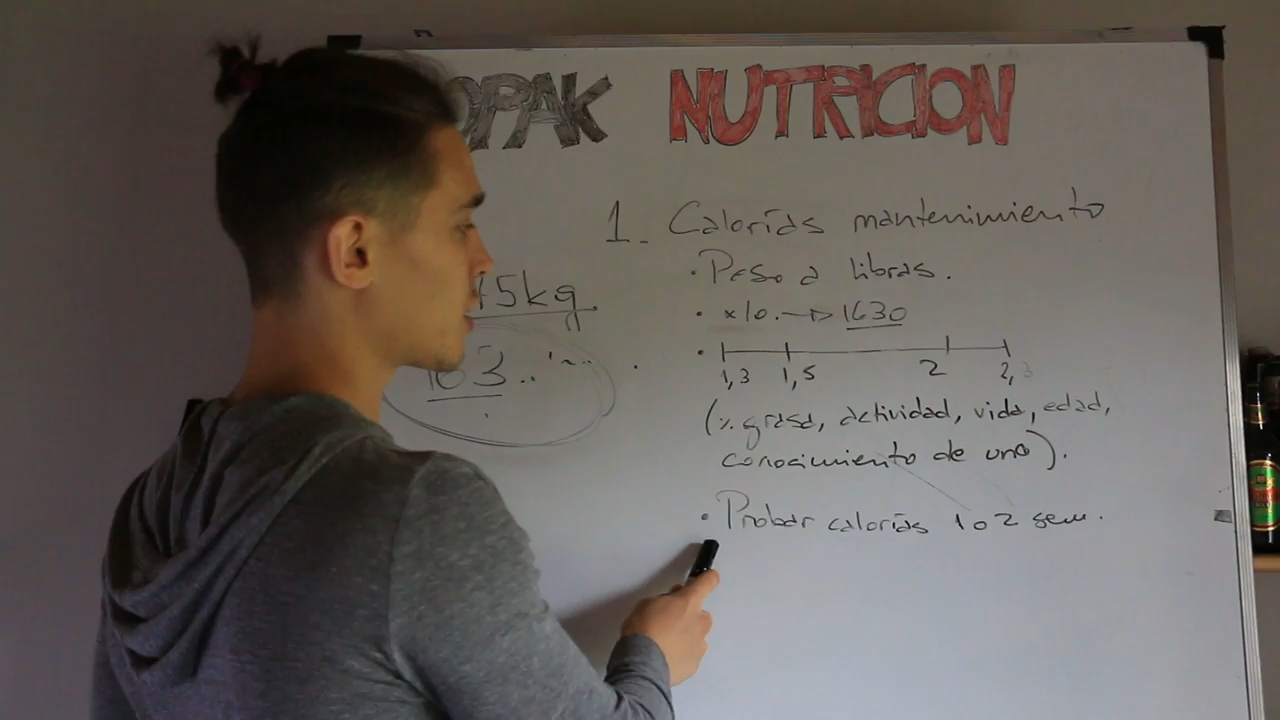 OPAK NUTRICION
1. Calorías mantenimiento
• Peso a libras.
75kg.
• x10. → 1630
163
• 1,3 1,5 2 2,3
(% grasa, actividad, vida, edad,
conocimiento de uno).
• Probar calorías 1 o 2 sem.